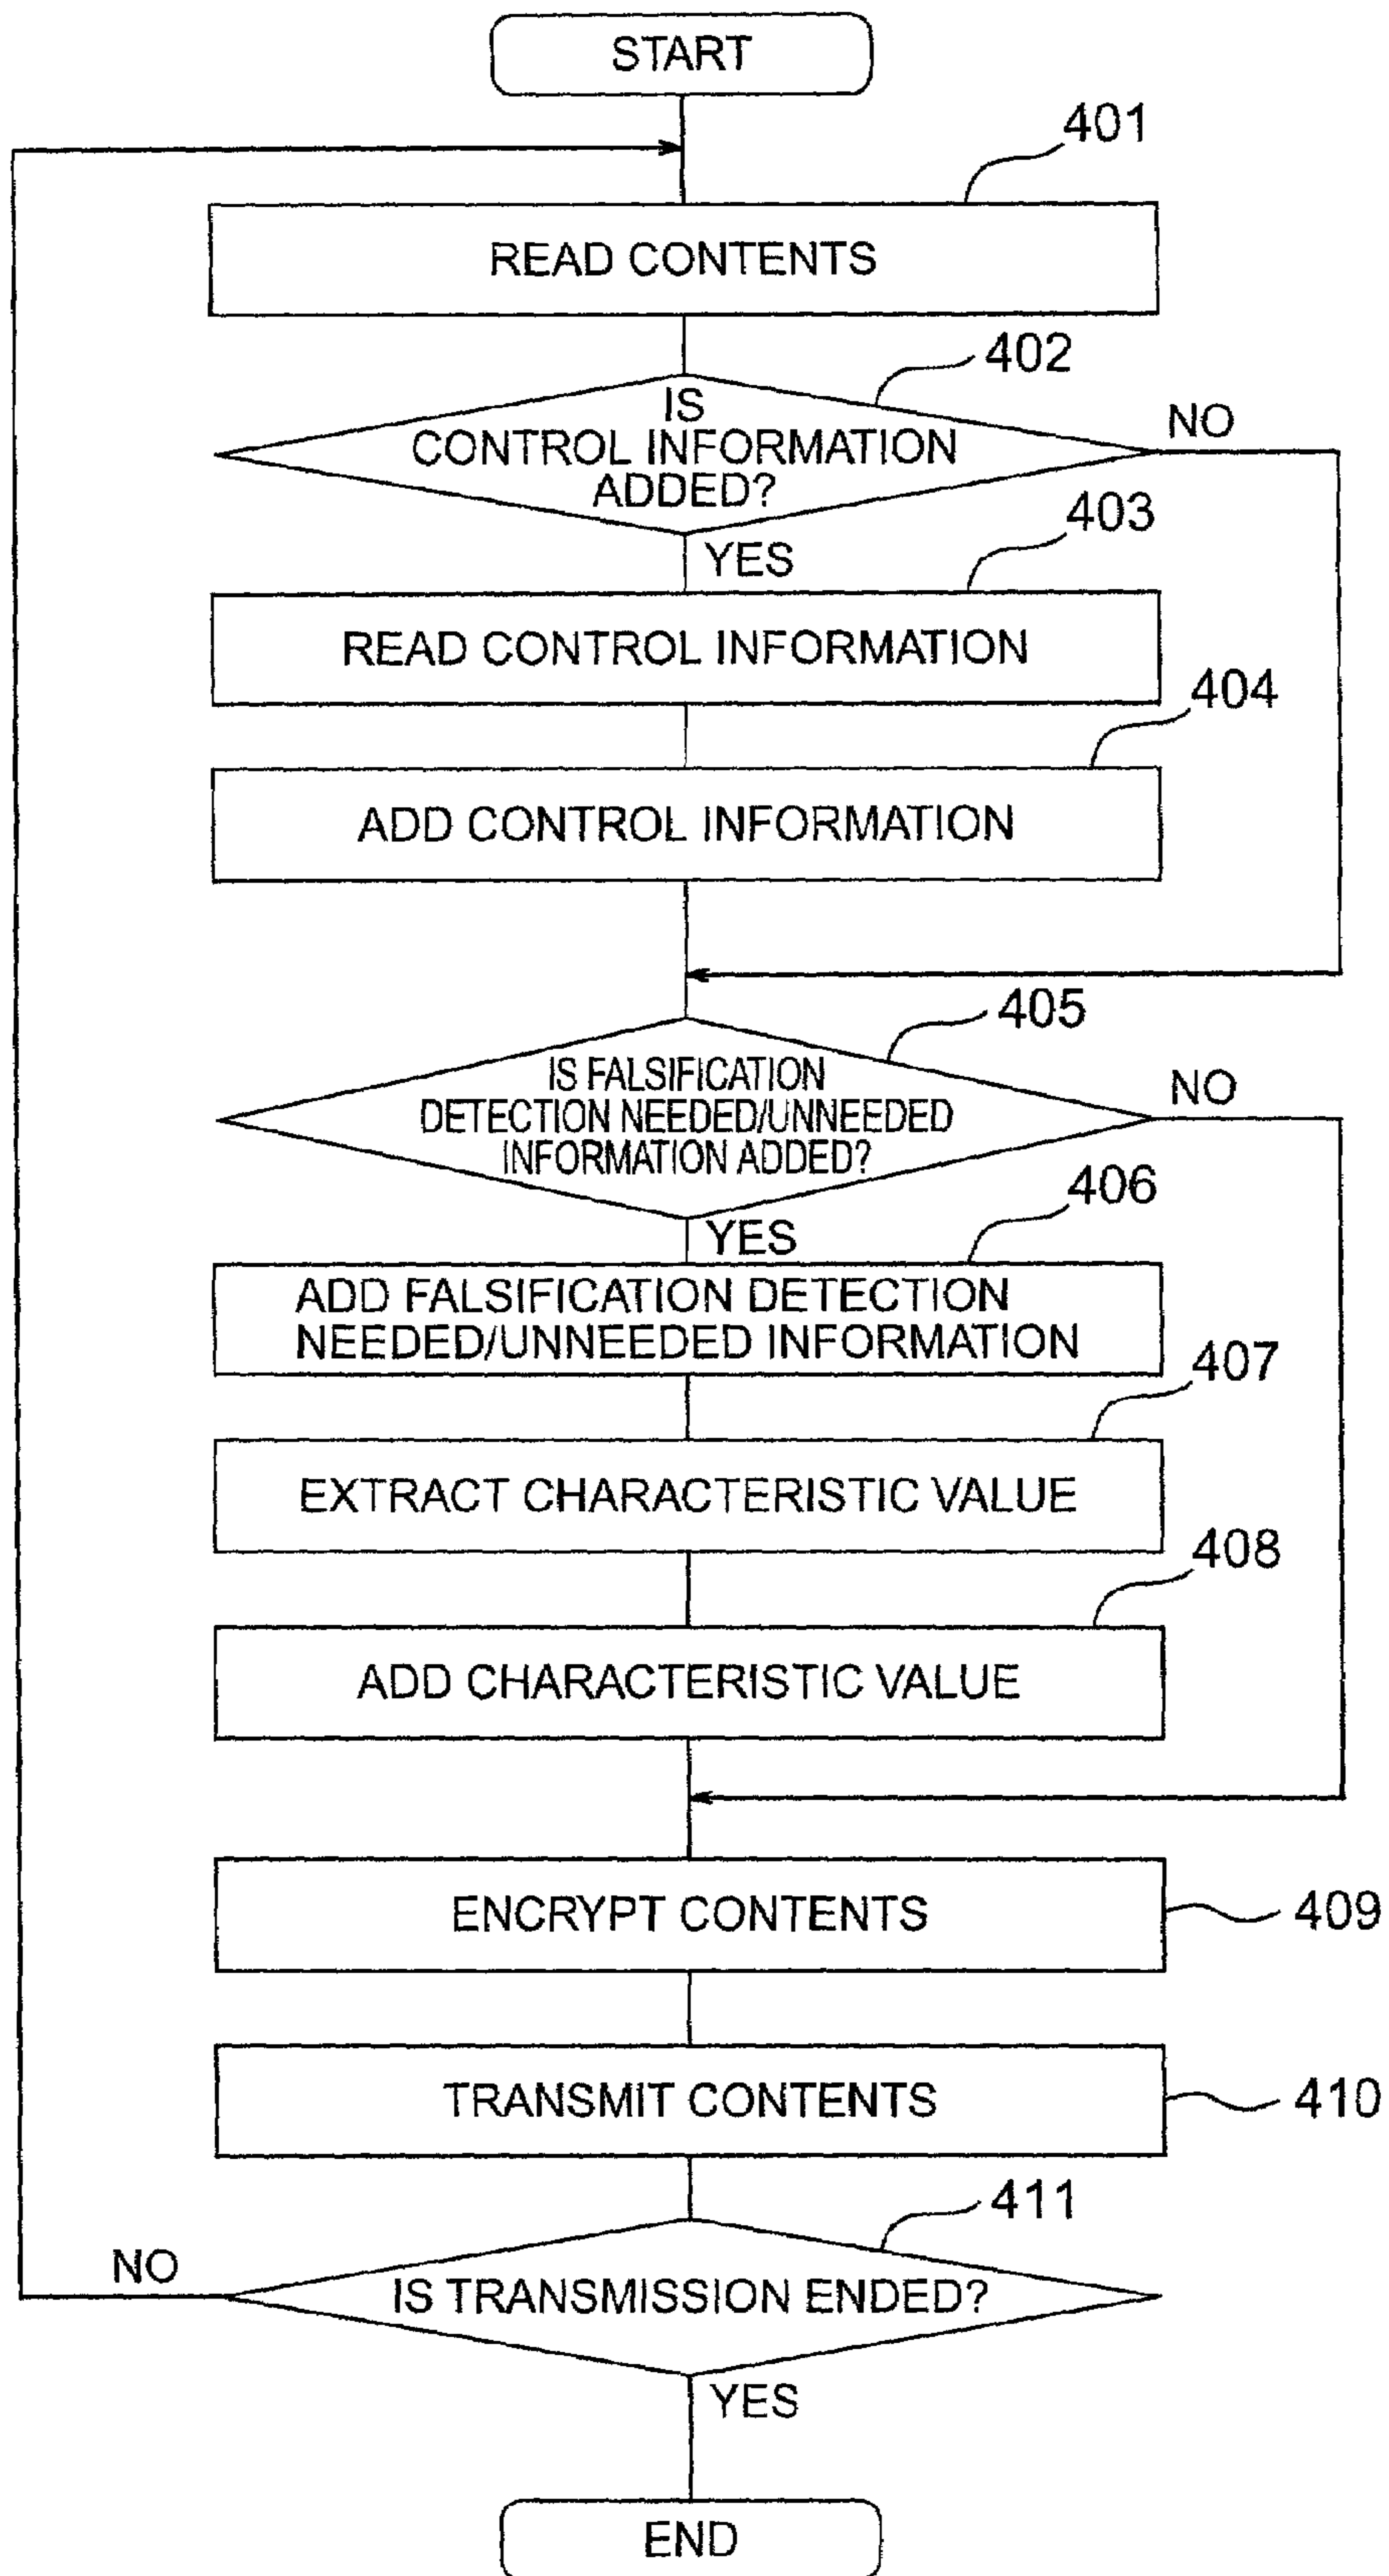 START
401
READ CONTENTS
402
IS
CONTROL INFORMATION
ADDED?
NO
YES
403
READ CONTROL INFORMATION
404
ADD CONTROL INFORMATION
405
IS FALSIFICATION
DETECTION NEEDED/UNNEEDED
INFORMATION ADDED?
NO
YES
406
ADD FALSIFICATION DETECTION
NEEDED/UNNEEDED INFORMATION
407
EXTRACT CHARACTERISTIC VALUE
408
ADD CHARACTERISTIC VALUE
ENCRYPT CONTENTS
409
TRANSMIT CONTENTS
410
411
NO
IS TRANSMISSION ENDED?
YES
END